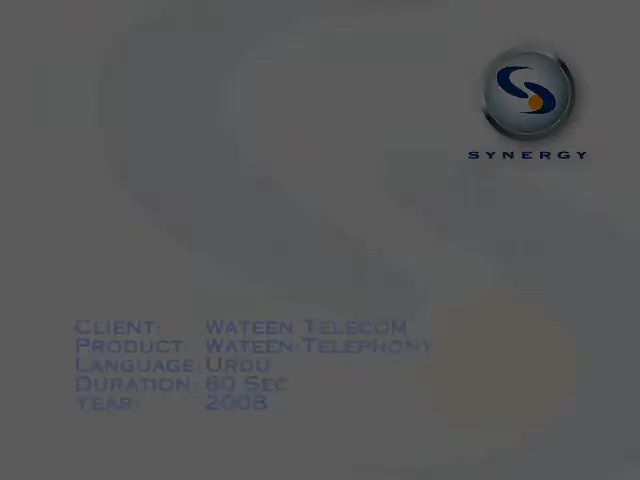 SYNERGY
CLIENT: WATEEN TELECOM
PRODUCT: WATEEN-TELEPHONY
LANGUAGE: URDU
DURATION: 60 SEC
YEAR: 2008